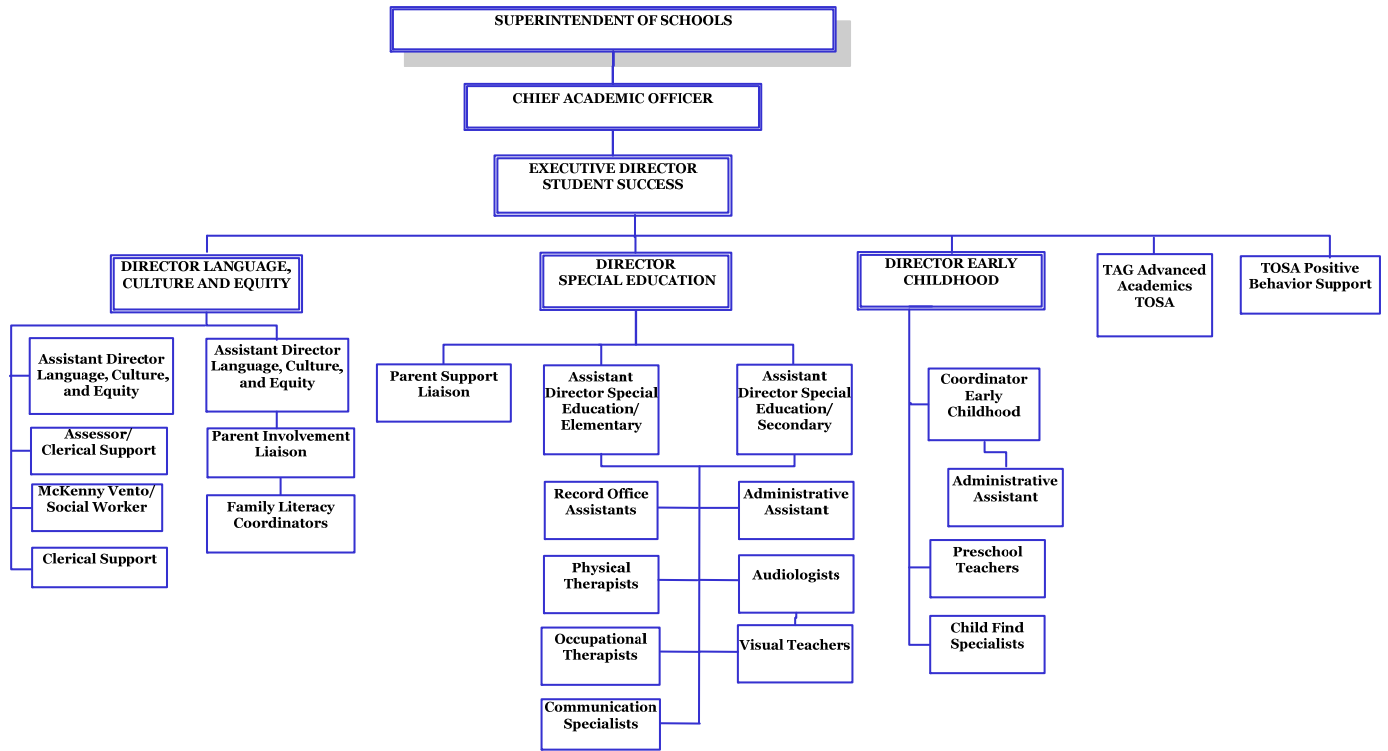 SUPERINTENDENT OF SCHOOLS
CHIEF ACADEMIC OFFICER
EXECUTIVE DIRECTOR
STUDENT SUCCESS
DIRECTOR LANGUAGE,
CULTURE AND EQUITY
DIRECTOR
SPECIAL EDUCATION
DIRECTOR EARLY
CHILDHOOD
TAG Advanced
Academics
TOSA
TOSA Positive
Behavior Support
Assistant Director
Language, Culture,
and Equity
Assessor/
Clerical Support
McKenny Vento/
Social Worker
Clerical Support
Assistant Director
Language, Culture,
and Equity
Parent Involvement
Liaison
Family Literacy
Coordinators
Parent Support
Liaison
Assistant
Director Special
Education/
Elementary
Assistant
Director Special
Education/
Secondary
Record Office
Assistants
Administrative
Assistant
Physical
Therapists
Audiologists
Occupational
Therapists
Visual Teachers
Communication
Specialists
Coordinator
Early
Childhood
Administrative
Assistant
Preschool
Teachers
Child Find
Specialists